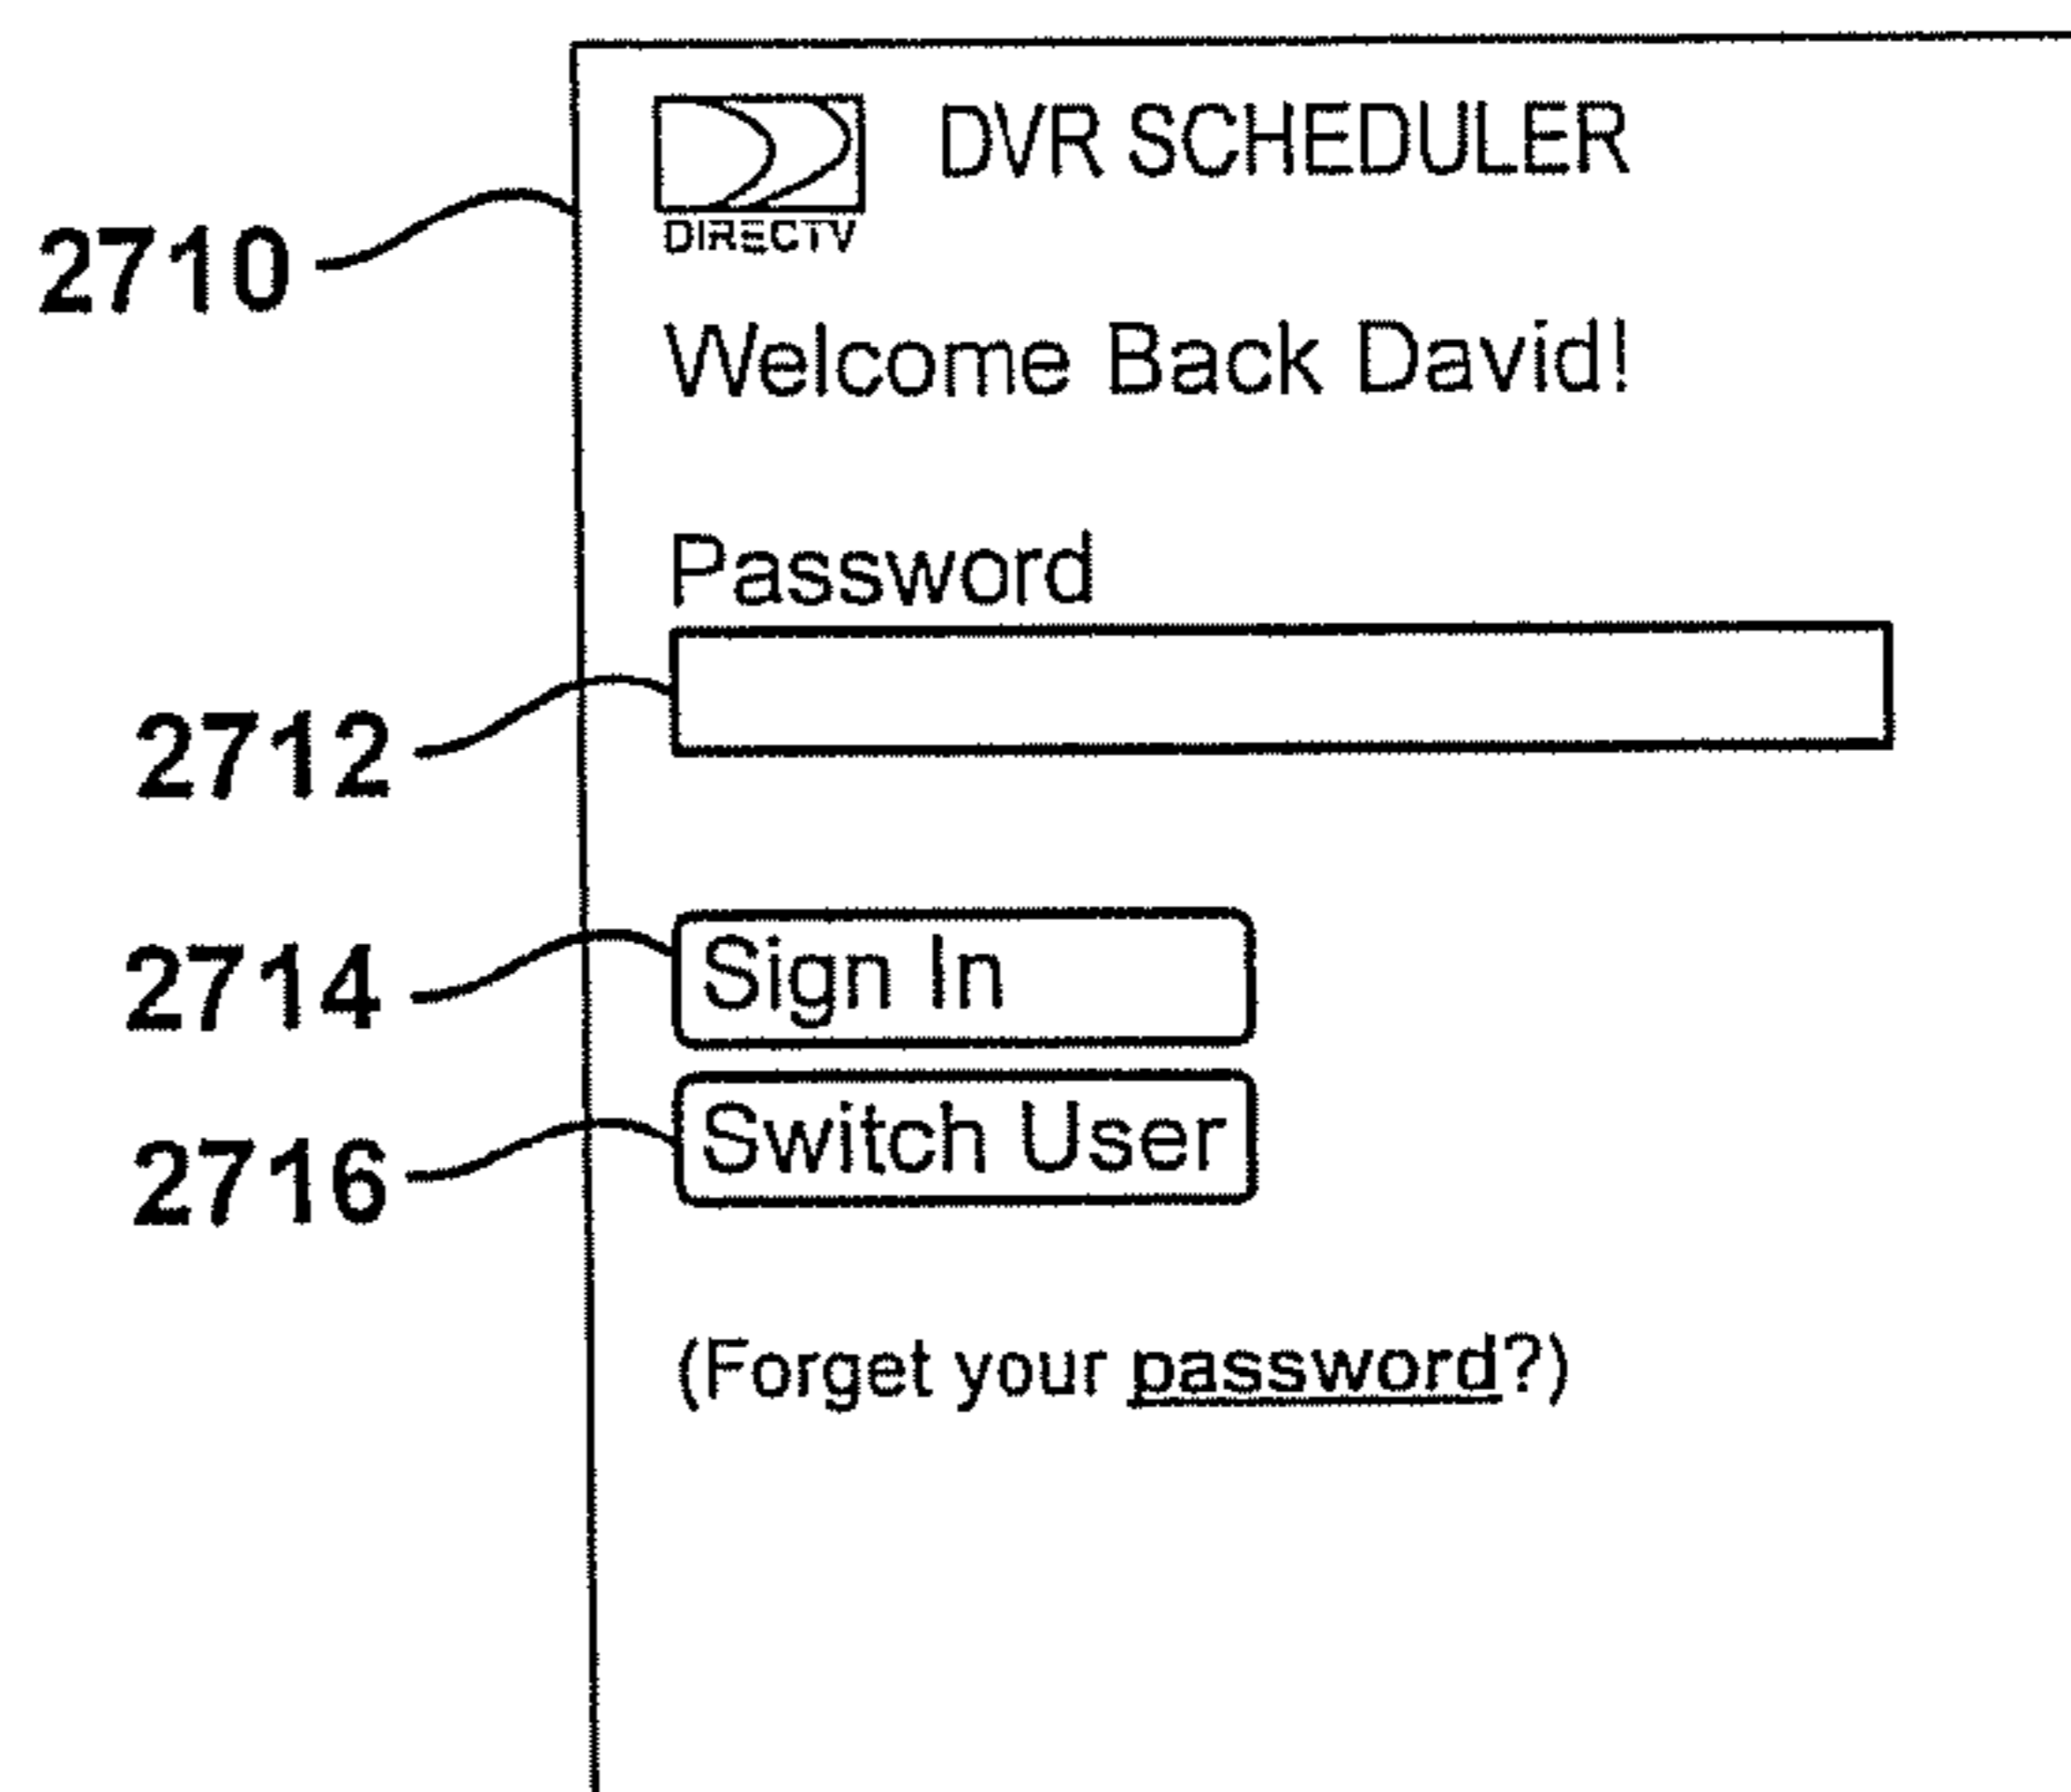 DVR SCHEDULER
DIRECTV
2710
Welcome Back David!
Password
2712
2714
Sign In
2716
Switch User
(Forget your password?)